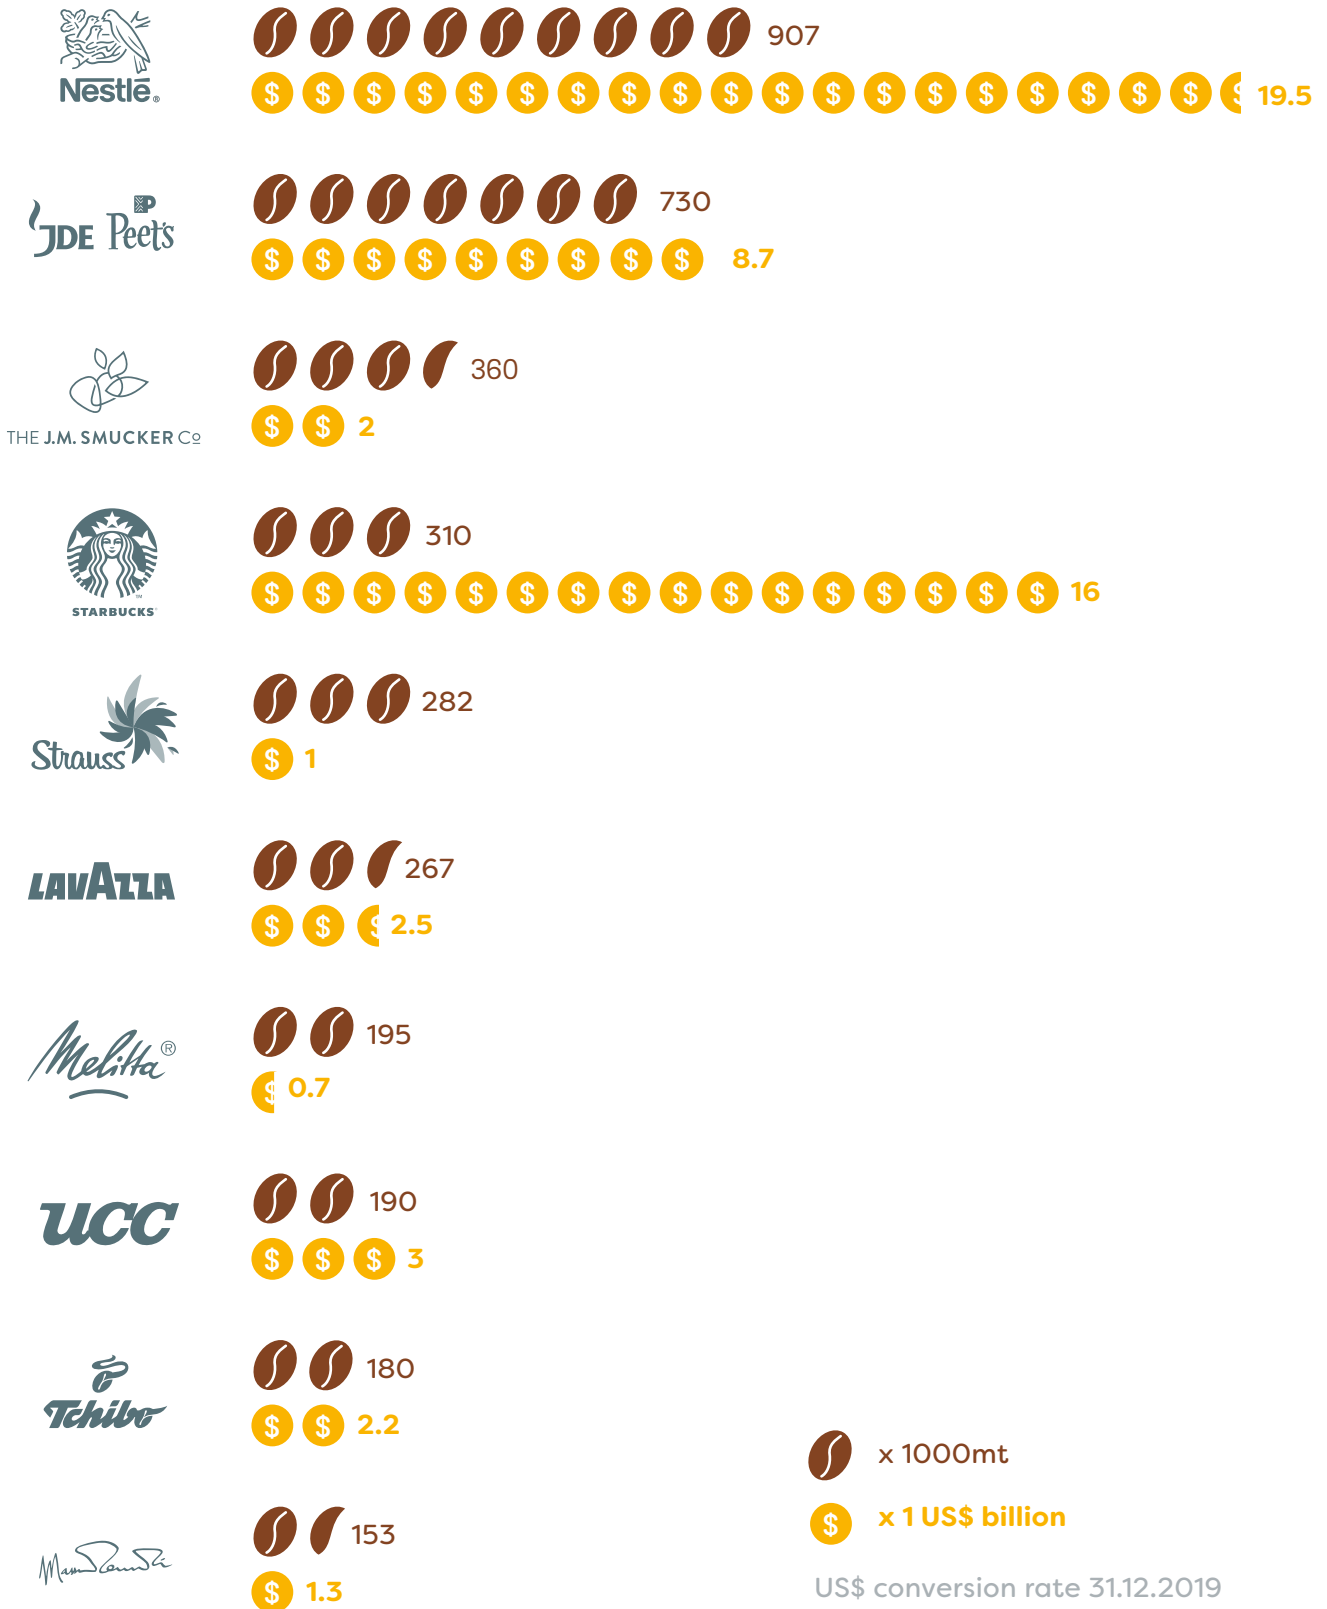 907
Nestlé®
19.5
JDE Peet's
730
8.7
360
THE J.M. SMUCKER Co
2
310
STARBUCKS
16
282
Strauss
1
LAVAZZA
267
2.5
Melitta®
195
0.7
UCC
190
3
180
Tchibo
2.2
x 1000mt
153
x 1 US$ billion
1.3
US$ conversion rate 31.12.2019